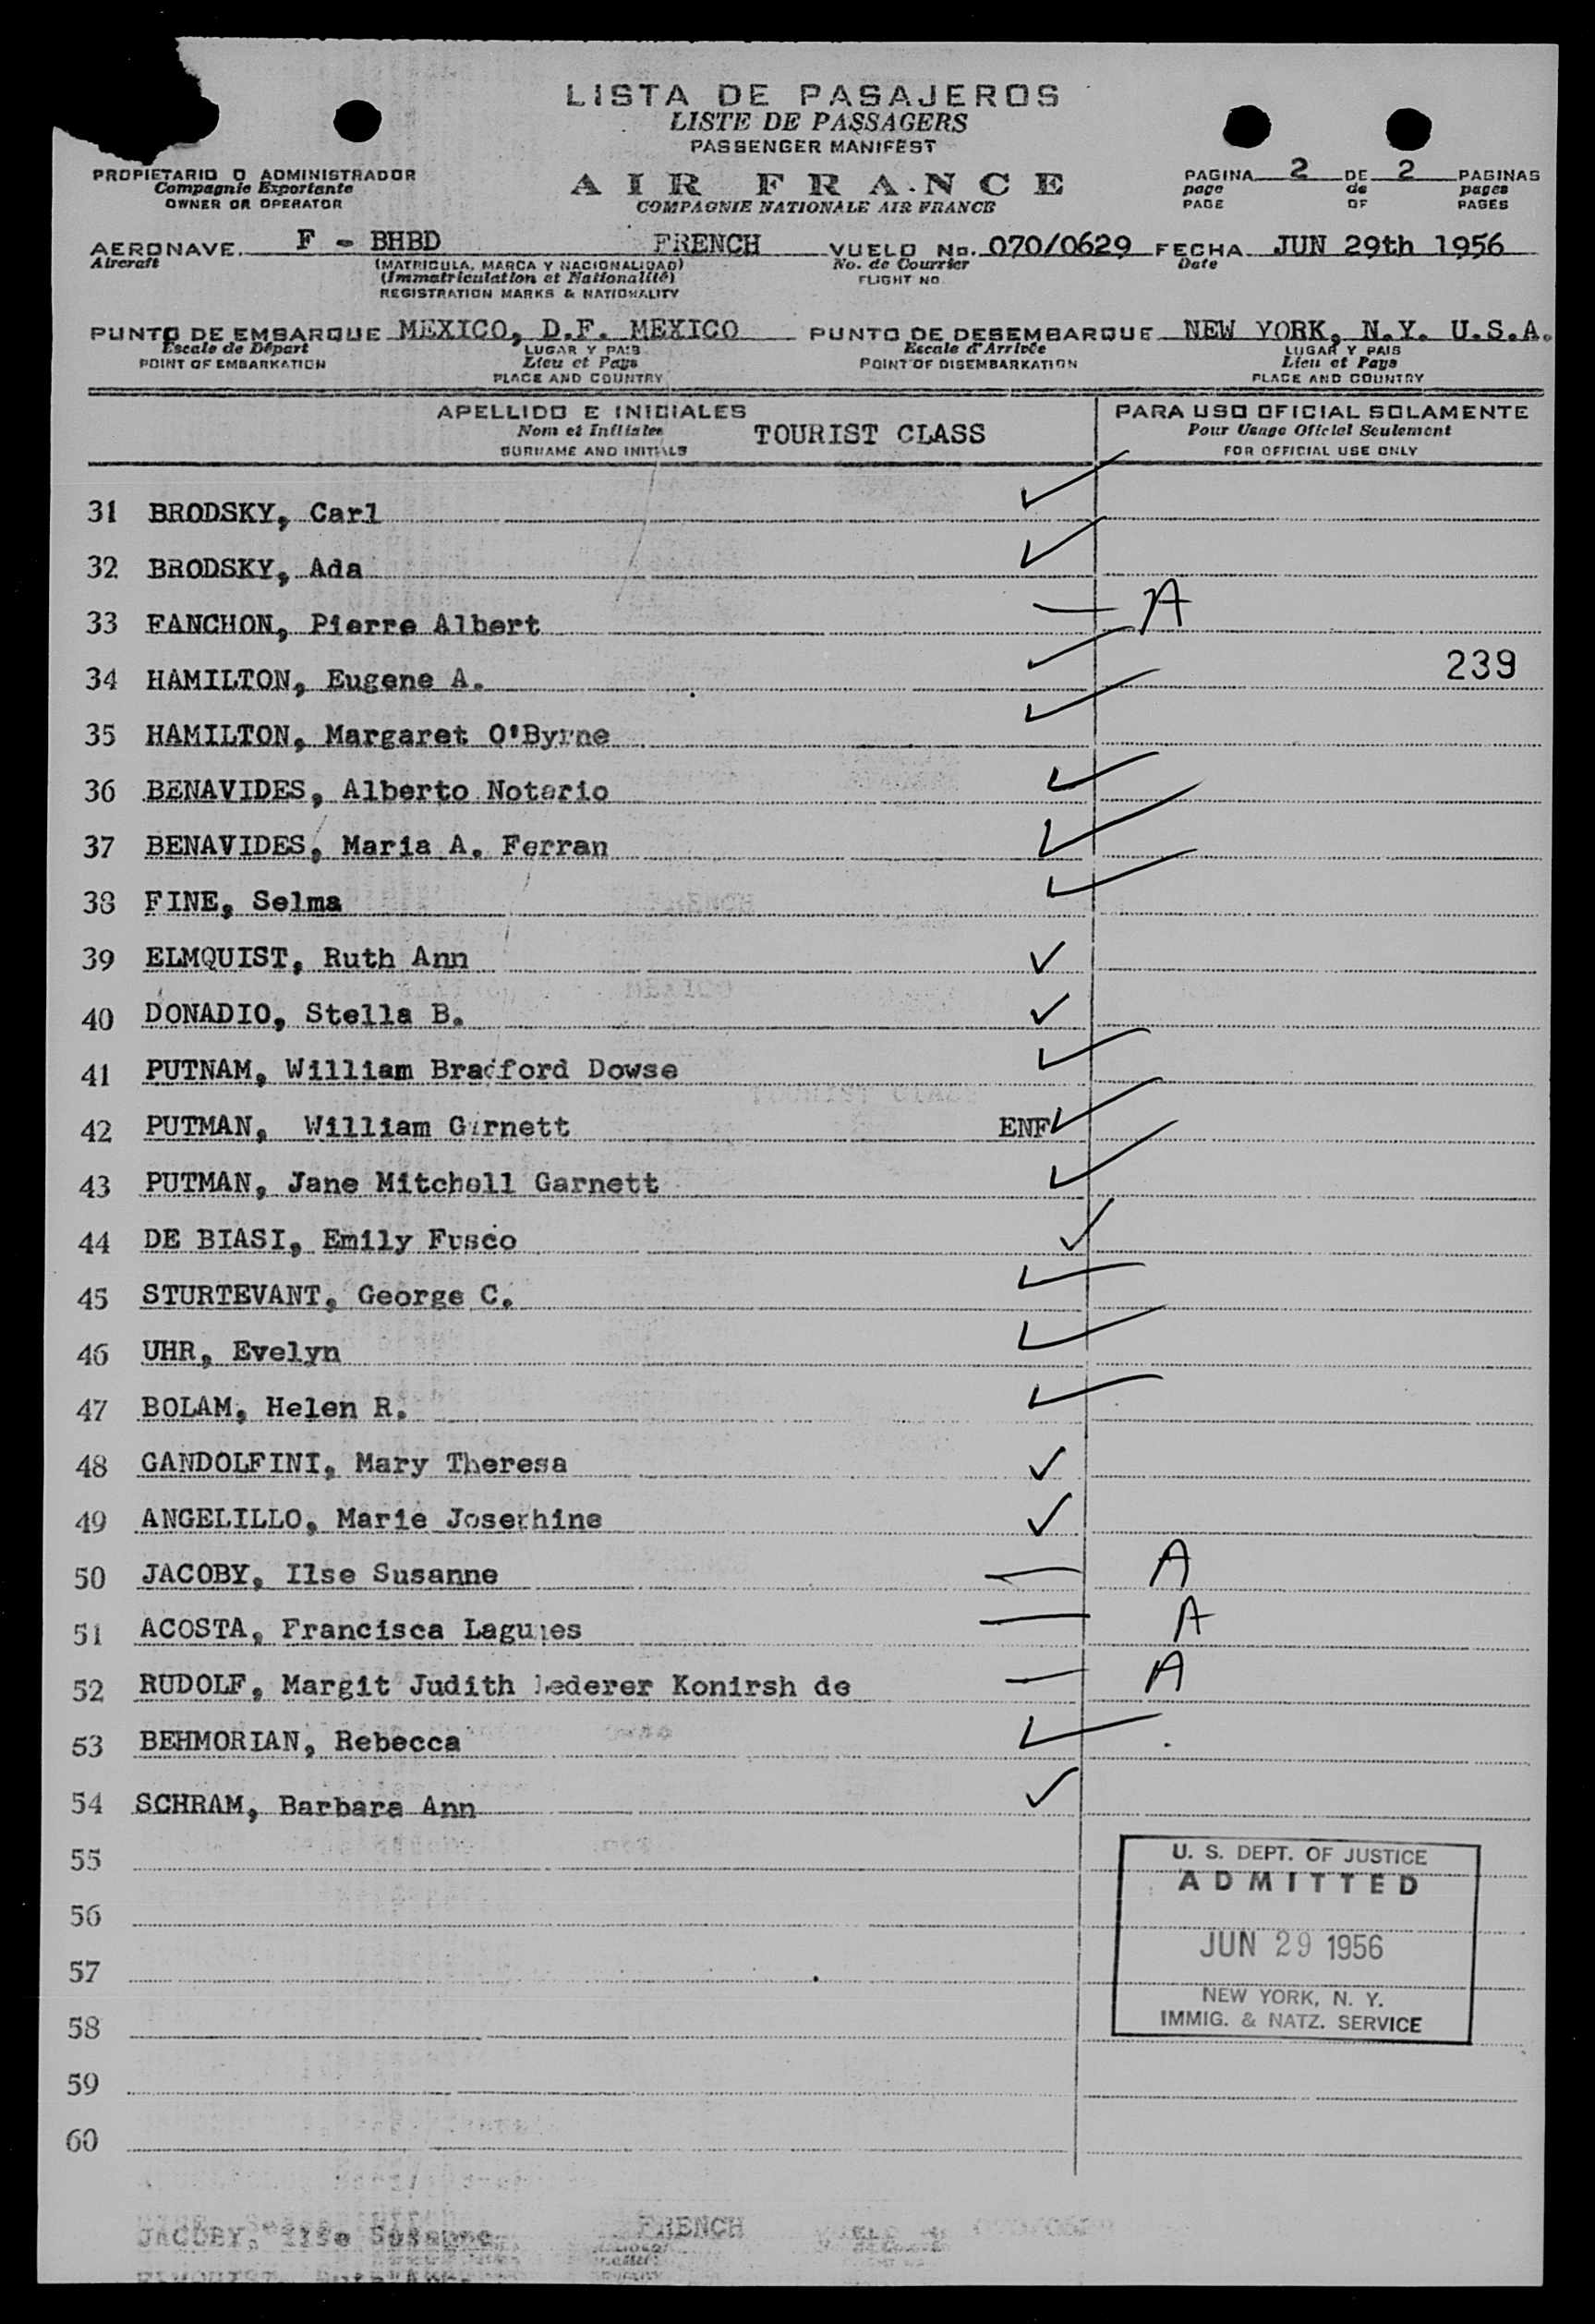 LISTA DE PASAJEROS
LISTE DE PASSAGERS
PASSENGER MANIFEST
PROPIETARIO O ADMINISTRADOR
Compagnie Exportante
OWNER OR OPERATOR
AIR FRANCE
COMPAGNIE NATIONALE AIR FRANCE
PAGINA 2 DE 2 PAGINAS
page de pages
PAGE OF PAGES
AERONAVE. F - BHBD FRENCH VUELO No. 070/0629 FECHA JUN 29th 1956
Aircraft (MATRICULA, MARCA Y NACIONALIDAD) No. de Courrier Date
(Immatriculation et Nationalité) FLIGHT NO
REGISTRATION MARKS & NATIONALITY
PUNTO DE EMBARQUE MEXICO, D.F. MEXICO PUNTO DE DESEMBARQUE NEW YORK, N.Y. U.S.A.
Escale de Départ LUGAR Y PAIS Escale d'Arrivée LUGAR Y PAIS
POINT OF EMBARKATION Lieu et Pays POINT OF DISEMBARKATION Lieu et Pays
PLACE AND COUNTRY PLACE AND COUNTRY
APELLIDO E INICIALES PARA USO OFICIAL SOLAMENTE
Nom et Initiales TOURIST CLASS Pour Usage Officiel Seulement
SURNAME AND INITIALS FOR OFFICIAL USE ONLY
31 BRODSKY, Carl ✓
32 BRODSKY, Ada ✓
33 FANCHON, Pierre Albert — A
34 HAMILTON, Eugene A. ✓ 239
35 HAMILTON, Margaret O'Byrne ✓
36 BENAVIDES, Alberto Notario ✓
37 BENAVIDES, Maria A. Ferran ✓
38 FINE, Selma ✓
39 ELMQUIST, Ruth Ann ✓
40 DONADIO, Stella B. ✓
41 PUTNAM, William Bradford Dowse ✓
42 PUTMAN, William Garnett ENF ✓
43 PUTMAN, Jane Mitchell Garnett ✓
44 DE BIASI, Emily Fusco ✓
45 STURTEVANT, George C. ✓
46 UHR, Evelyn ✓
47 BOLAM, Helen R. ✓
48 GANDOLFINI, Mary Theresa ✓
49 ANGELILLO, Marie Josephine ✓
50 JACOBY, Ilse Susanne — A
51 ACOSTA, Francisca Lagunes — A
52 RUDOLF, Margit Judith Lederer Konirsh de — A
53 BEHMORIAN, Rebecca ✓
54 SCHRAM, Barbara Ann ✓
55
56
57
58
59
60
U. S. DEPT. OF JUSTICE
ADMITTED
JUN 29 1956
NEW YORK, N. Y.
IMMIG. & NATZ. SERVICE
JACOBY, Ilse Susanne FRENCH